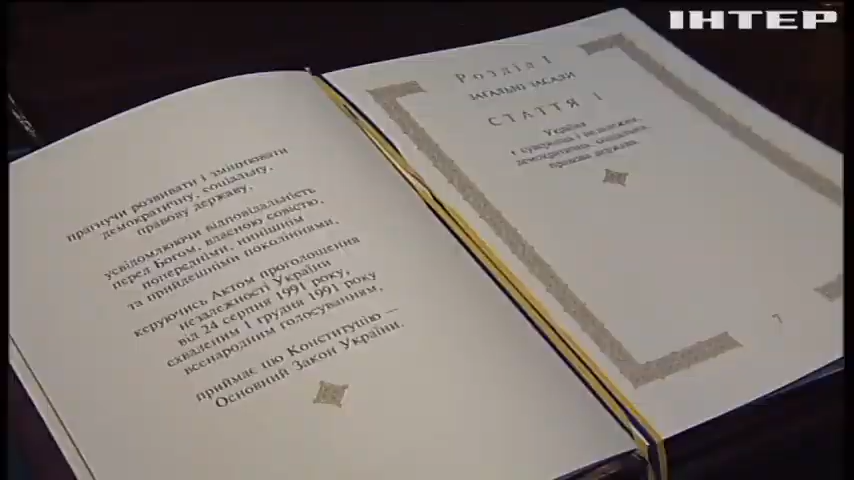 ІНТЕР
прагнучи розвивати і зміцнювати
демократичну, соціальну,
правову державу,
усвідомлюючи відповідальність
перед Богом, власною совістю,
попередніми, нинішнім
та прийдешніми поколіннями,
керуючись Актом проголошення
незалежності України
від 24 серпня 1991 року,
схваленим 1 грудня 1991 року
всенародним голосуванням,
приймає цю Конституцію —
Основний Закон України.
Розділ I
ЗАГАЛЬНІ ЗАСАДИ
СТАТТЯ 1
Україна
є суверенна і незалежна,
демократична, соціальна,
правова держава.
7